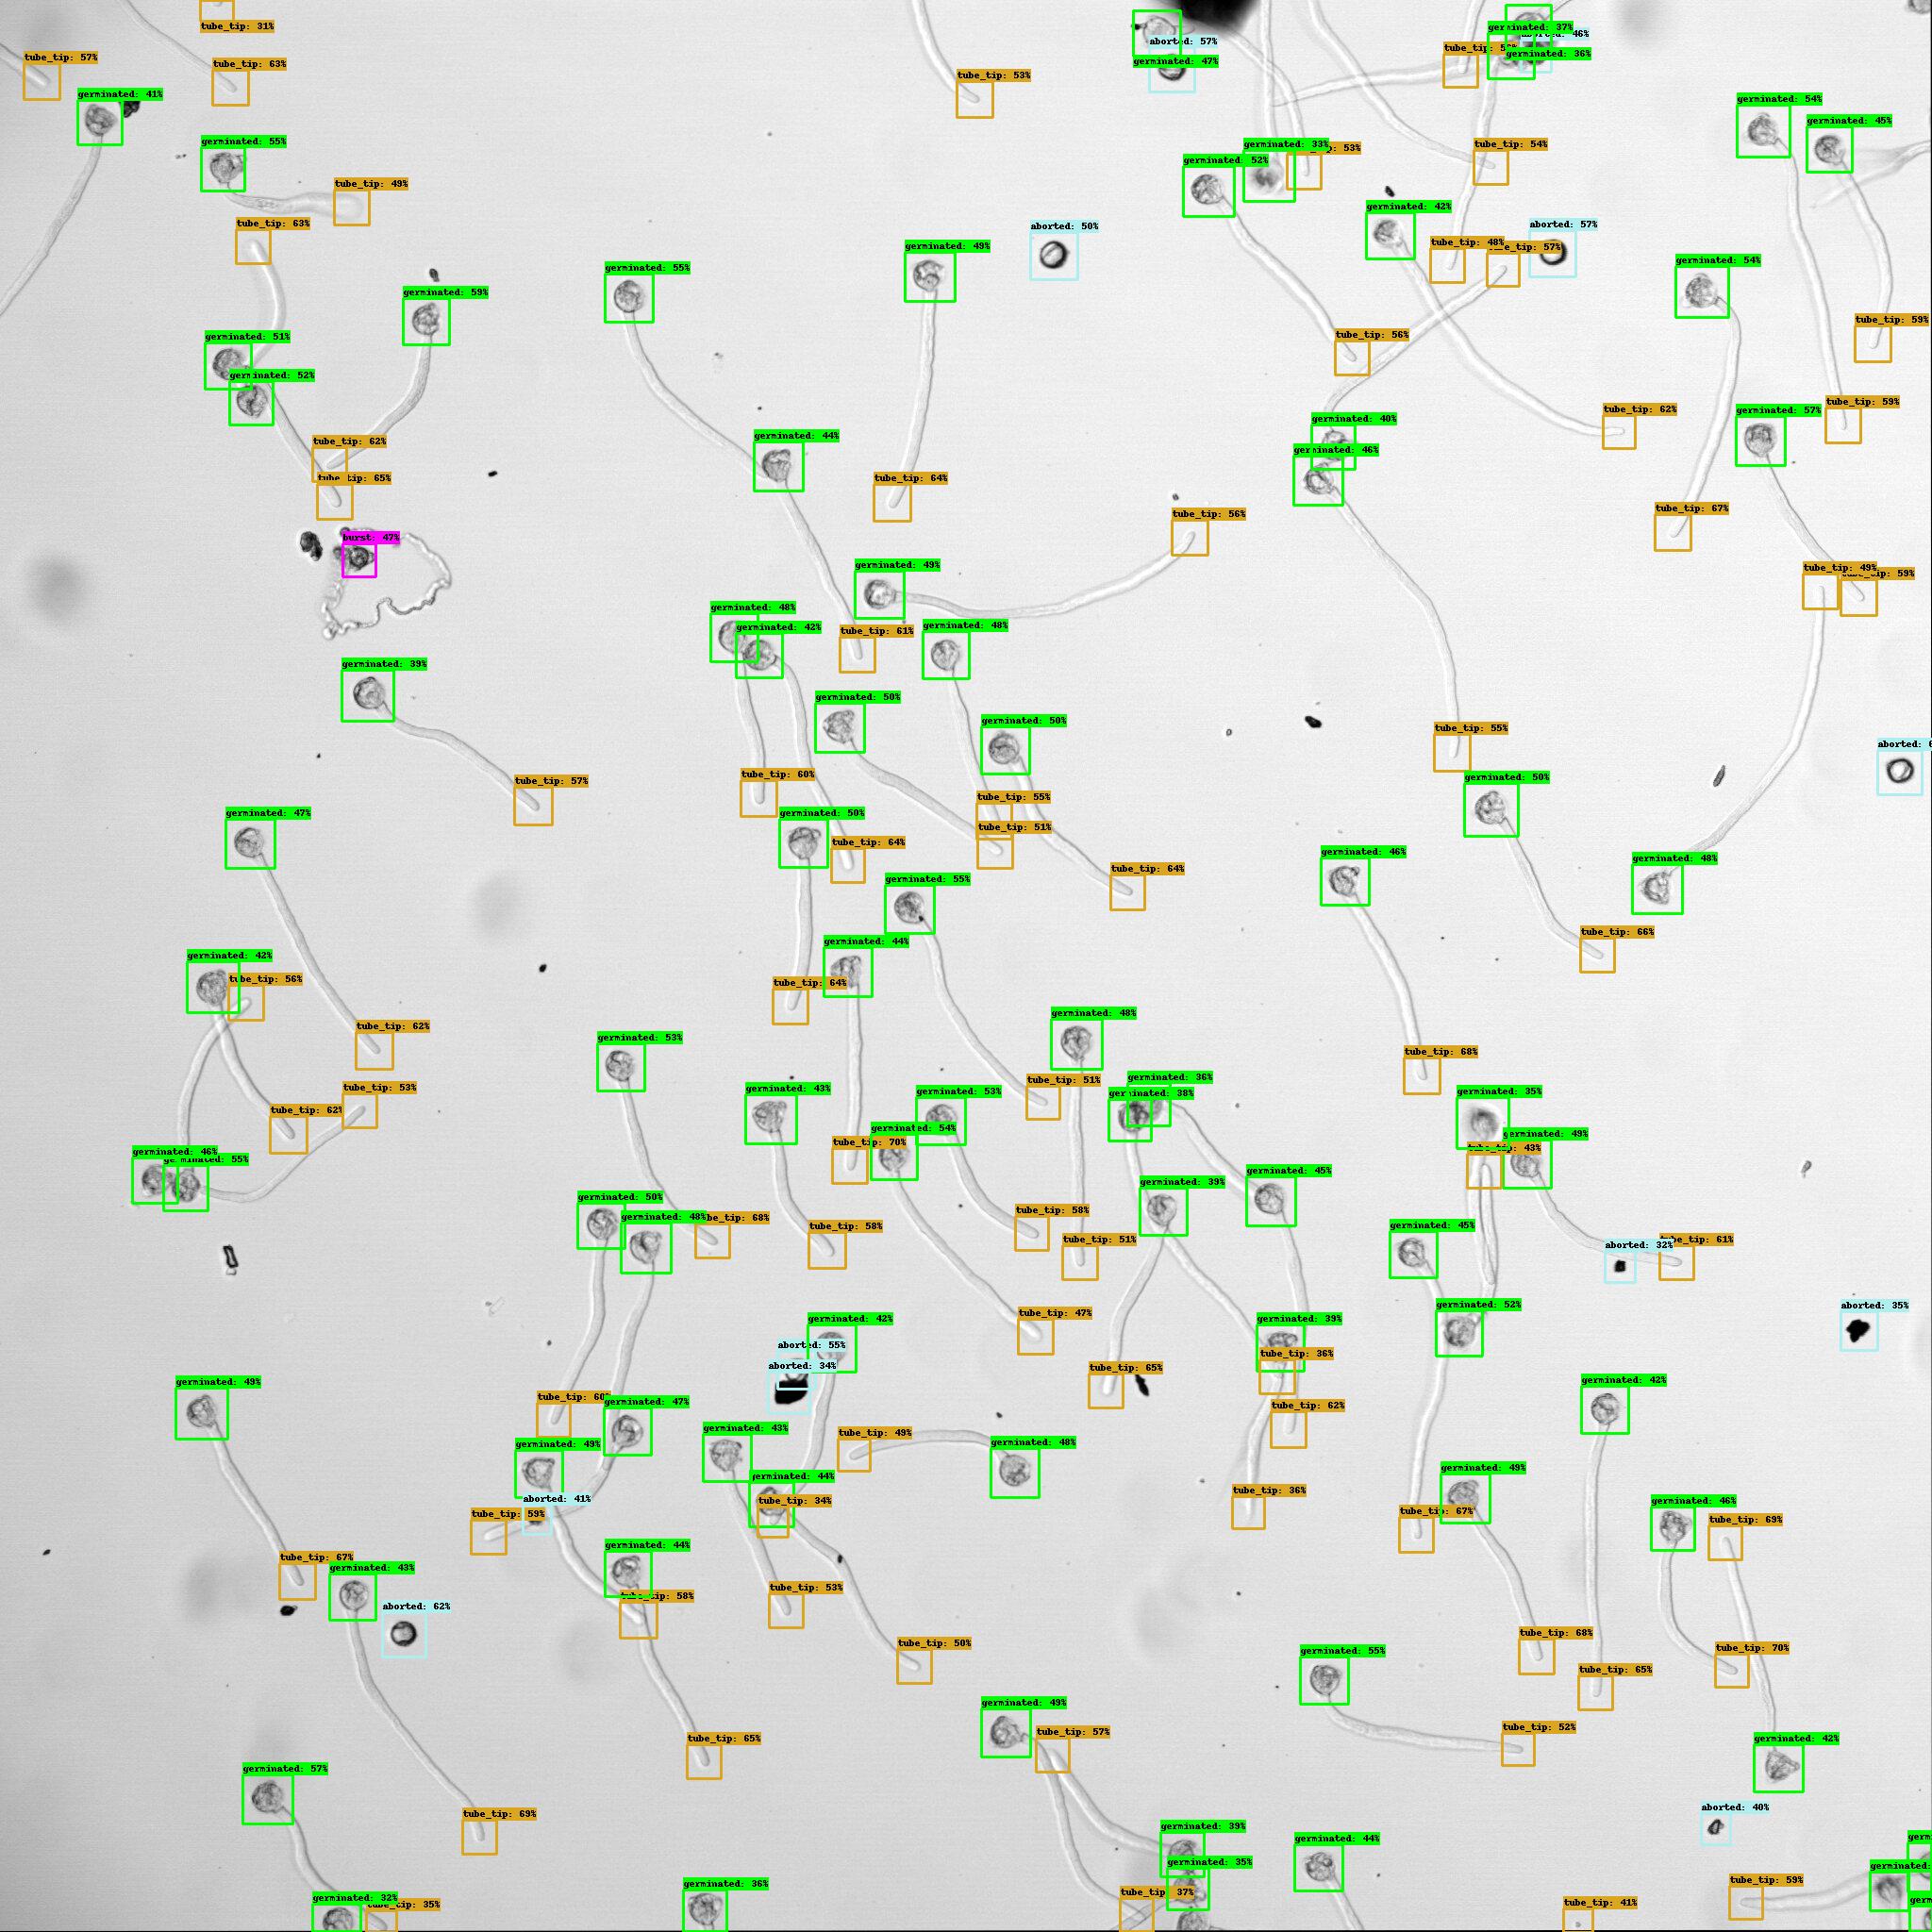 tube_tip: 31%
germinated: 37%
aborted: 57%
tube_tip: 57%
tube_tip: 63%
germinated: 47%
germinated: 36%
tube_tip: 53%
germinated: 41%
germinated: 54%
germinated: 45%
germinated: 55%
germinated: 33%
tube_tip: 54%
germinated: 52%
tube_tip: 49%
germinated: 42%
tube_tip: 63%
aborted: 50%
aborted: 57%
germinated: 49%
tube_tip: 48%
germinated: 54%
germinated: 55%
germinated: 59%
tube_tip: 59%
germinated: 51%
tube_tip: 56%
germinated: 52%
tube_tip: 59%
tube_tip: 62%
germinated: 57%
germinated: 40%
germinated: 44%
tube_tip: 62%
germinated: 46%
tube_tip: 65%
tube_tip: 64%
tube_tip: 67%
tube_tip: 56%
burst: 47%
germinated: 49%
tube_tip: 49%
germinated: 48%
germinated: 42%
tube_tip: 61%
germinated: 48%
germinated: 39%
germinated: 50%
germinated: 50%
tube_tip: 55%
tube_tip: 60%
tube_tip: 57%
germinated: 50%
tube_tip: 55%
germinated: 47%
germinated: 50%
tube_tip: 51%
tube_tip: 64%
germinated: 46%
germinated: 48%
tube_tip: 64%
germinated: 55%
tube_tip: 66%
germinated: 44%
germinated: 42%
tube_tip: 56%
tube_tip: 64%
germinated: 48%
tube_tip: 62%
germinated: 53%
tube_tip: 68%
tube_tip: 51%
germinated: 36%
tube_tip: 53%
germinated: 43%
germinated: 53%
germinated: 38%
germinated: 35%
tube_tip: 62%
germinated: 54%
germinated: 49%
tube_tip: 70%
tube_tip: 43%
germinated: 46%
germinated: 55%
germinated: 45%
germinated: 39%
germinated: 50%
germinated: 48%
tube_tip: 68%
tube_tip: 58%
tube_tip: 58%
germinated: 45%
tube_tip: 51%
tube_tip: 61%
aborted: 32%
germinated: 52%
aborted: 35%
tube_tip: 47%
germinated: 42%
germinated: 39%
aborted: 55%
tube_tip: 36%
aborted: 34%
tube_tip: 65%
germinated: 49%
germinated: 42%
tube_tip: 60%
germinated: 47%
tube_tip: 62%
germinated: 43%
tube_tip: 49%
germinated: 48%
germinated: 49%
germinated: 44%
germinated: 49%
tube_tip: 36%
aborted: 41%
tube_tip: 34%
germinated: 46%
tube_tip: 59%
tube_tip: 67%
tube_tip: 69%
germinated: 44%
tube_tip: 67%
germinated: 43%
tube_tip: 53%
tube_tip: 58%
aborted: 62%
tube_tip: 68%
tube_tip: 50%
germinated: 55%
tube_tip: 70%
tube_tip: 65%
germinated: 49%
tube_tip: 57%
tube_tip: 52%
tube_tip: 65%
germinated: 42%
germinated: 57%
aborted: 40%
tube_tip: 69%
germinated: 39%
germinated: 44%
germinated: 35%
germinated:
tube_tip: 59%
germinated: 36%
tube_tip: 37%
germinated: 32%
tube_tip: 35%
tube_tip: 41%